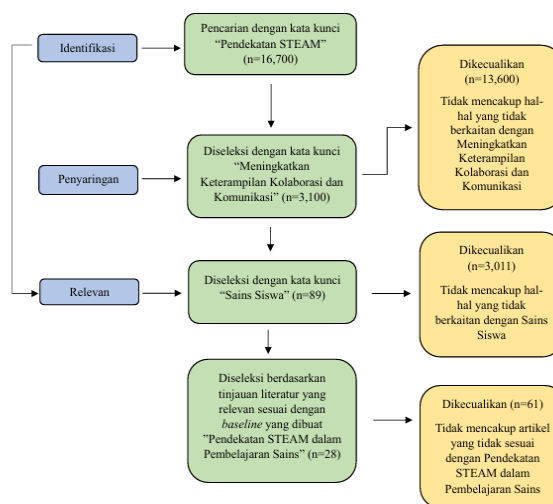 Identifikasi
Pencarian dengan kata kunci
“Pendekatan STEAM”
(n=16,700)
Dikecualikan
(n=13,600)
Tidak mencakup hal-
hal yang tidak
berkaitan dengan
Meningkatkan
Keterampilan
Kolaborasi dan
Komunikasi
Penyaringan
Diseleksi dengan kata kunci
“Meningkatkan
Keterampilan Kolaborasi dan
Komunikasi” (n=3,100)
Relevan
Diseleksi dengan kata kunci
“Sains Siswa” (n=89)
Dikecualikan
(n=3,011)
Tidak mencakup hal-
hal yang tidak
berkaitan dengan Sains
Siswa
Diseleksi berdasarkan
tinjauan literatur yang
relevan sesuai dengan
baseline yang dibuat
”Pendekatan STEAM dalam
Pembelajaran Sains” (n=28)
Dikecualikan (n=61)
Tidak mencakup artikel
yang tidak sesuai
dengan Pendekatan
STEAM dalam
Pembelajaran Sains